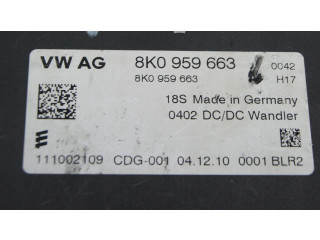 VW AG 8K0 959 663 0042
8K0 959 663 H17
18S Made in Germany
0402 DC/DC Wandler
111
111002109 CDG-001 04.12.10 0001 BLR2